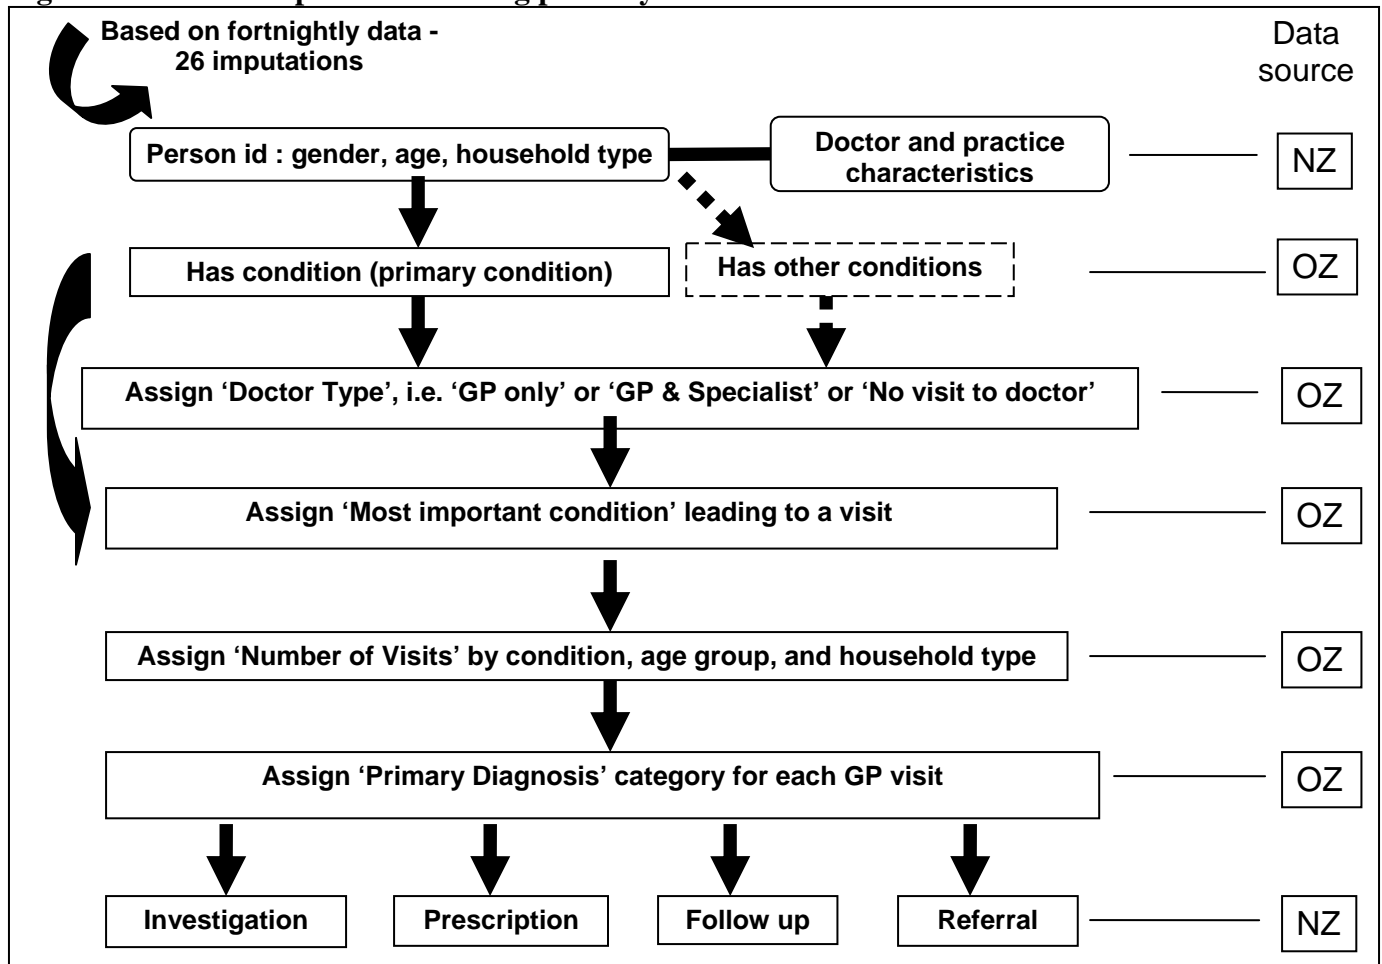 Based on fortnightly data -
26 imputations
Data
source
Person id : gender, age, household type
Doctor and practice
characteristics
NZ
Has condition (primary condition)
Has other conditions
OZ
Assign ‘Doctor Type’, i.e. ‘GP only’ or ‘GP & Specialist’ or ‘No visit to doctor’
OZ
Assign ‘Most important condition’ leading to a visit
OZ
Assign ‘Number of Visits’ by condition, age group, and household type
OZ
Assign ‘Primary Diagnosis’ category for each GP visit
OZ
Investigation
Prescription
Follow up
Referral
NZ